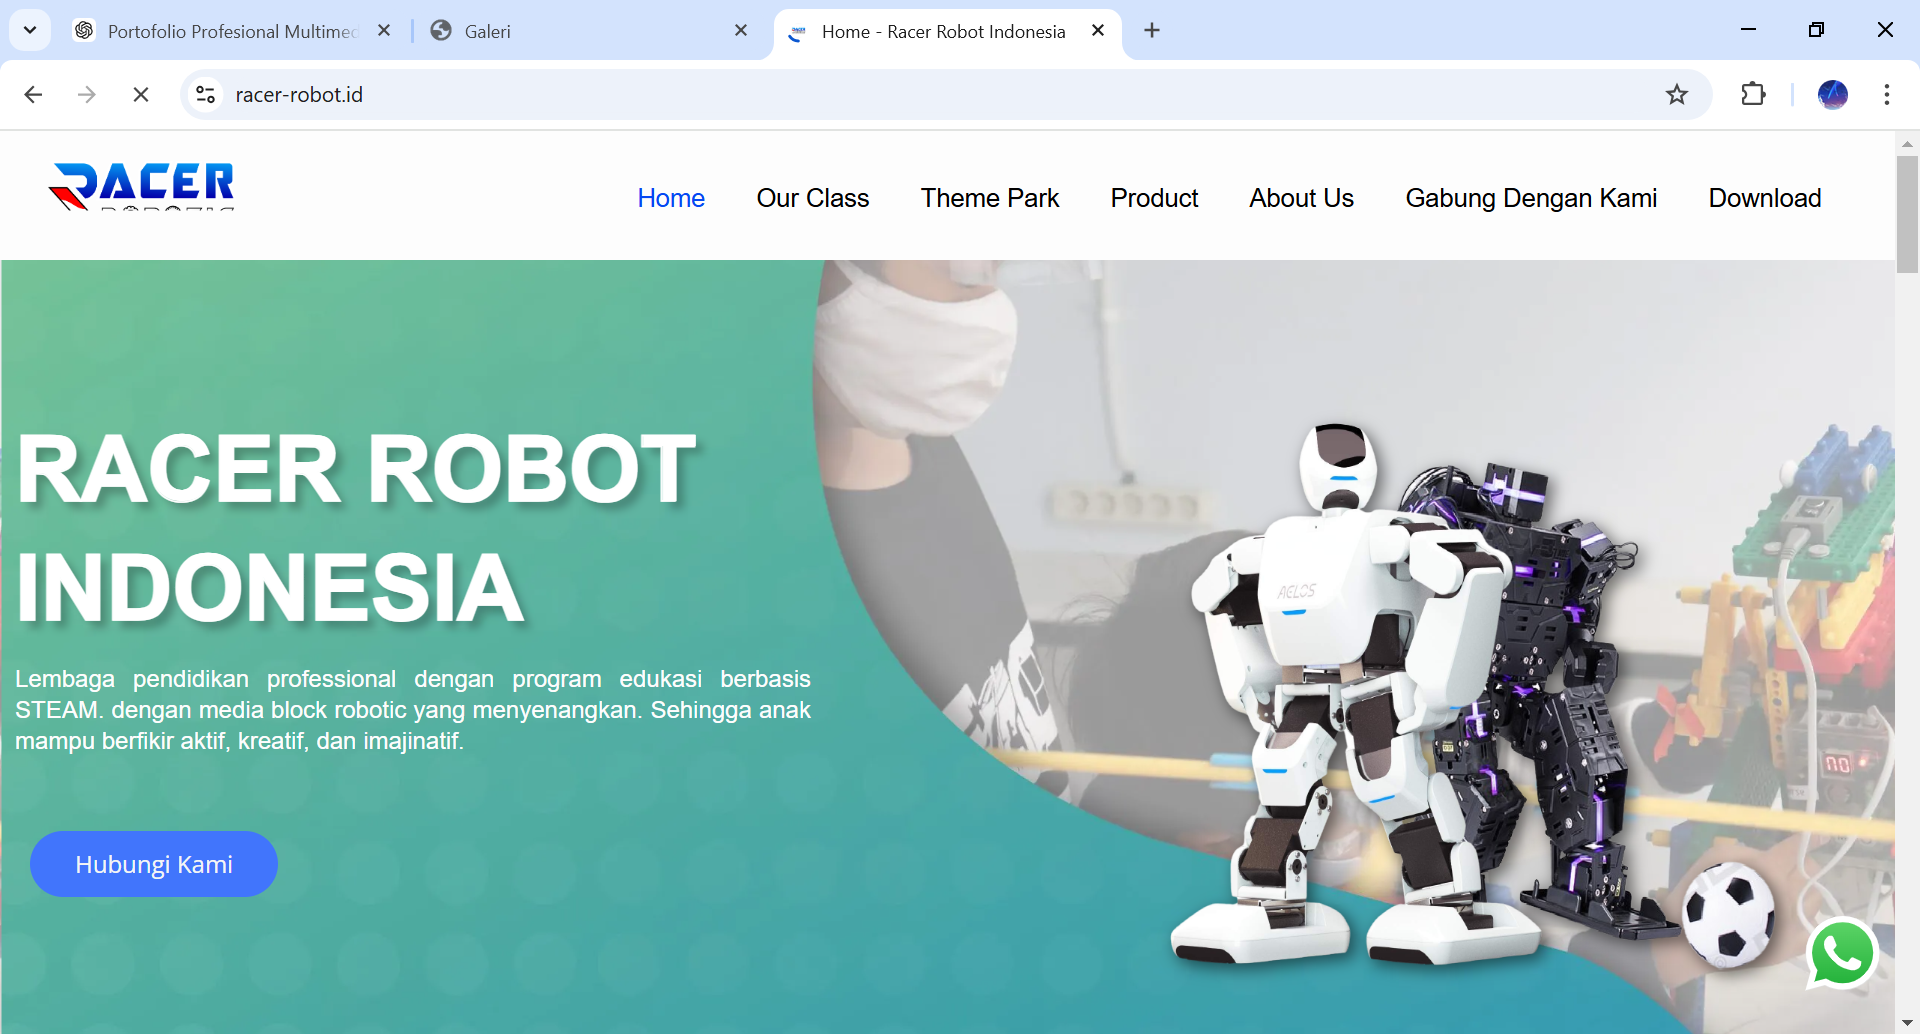 Portofolio Profesional Multimed
Galeri
Home - Racer Robot Indonesia
racer-robot.id
RACER
Home
Our Class
Theme Park
Product
About Us
Gabung Dengan Kami
Download
RACER ROBOT
INDONESIA
Lembaga pendidikan professional dengan program edukasi berbasis
STEAM. dengan media block robotic yang menyenangkan. Sehingga anak
mampu berfikir aktif, kreatif, dan imajinatif.
Hubungi Kami
AELOS